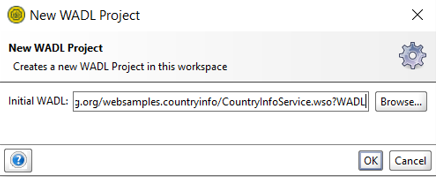 New WADL Project
New WADL Project
Creates a new WADL Project in this workspace
Initial WADL: g.org/websamples.countryinfo/CountryInfoService.wso?WADL Browse...
? OK Cancel